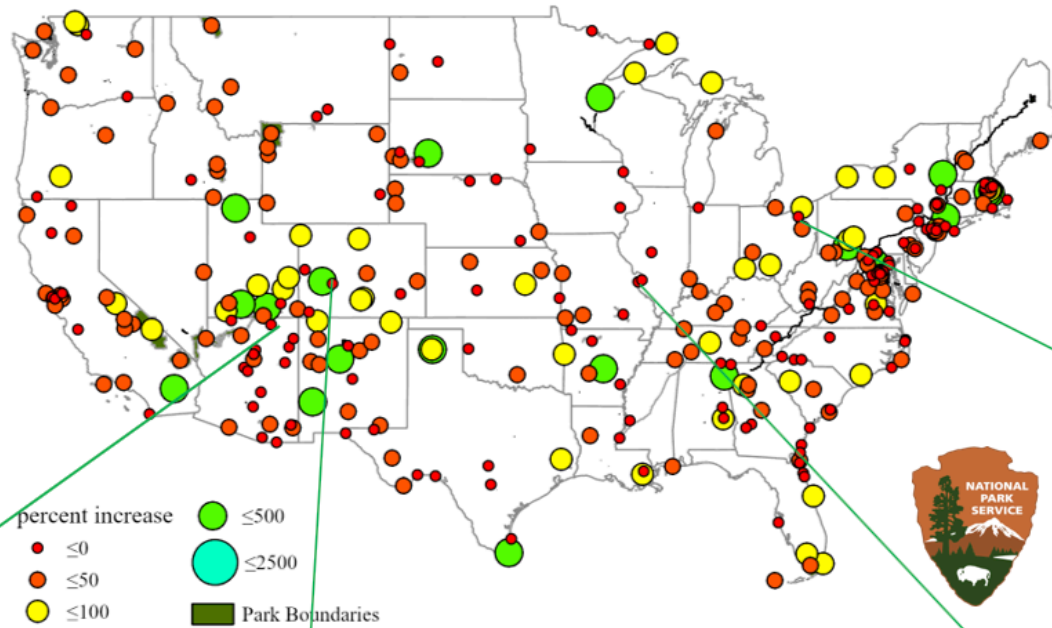 percent increase
≤0
≤50
≤100
≤500
≤2500
Park Boundaries
NATIONAL
PARK
SERVICE